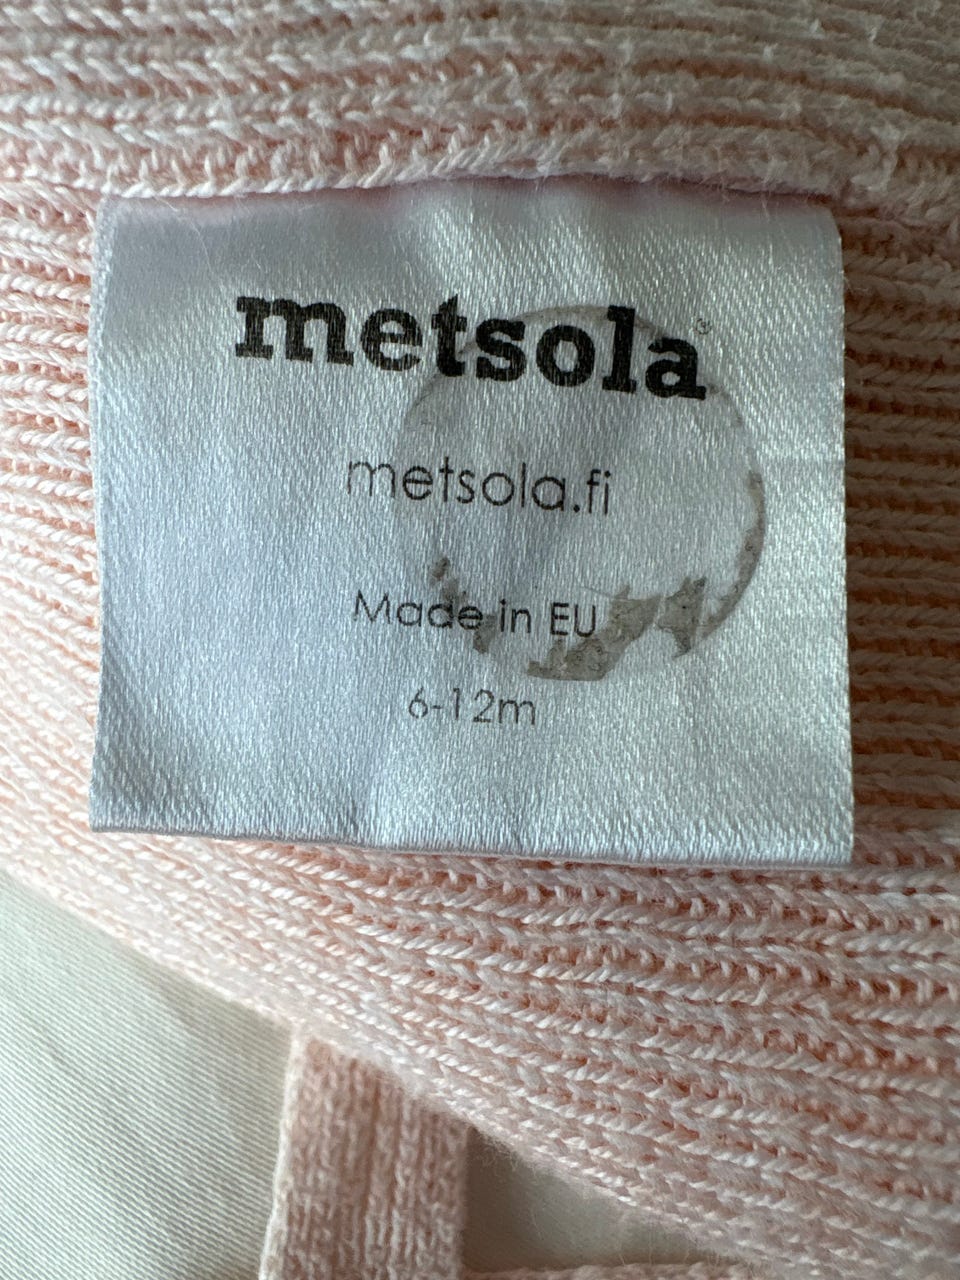 metsola®
metsola.fi
Made in EU
6-12m